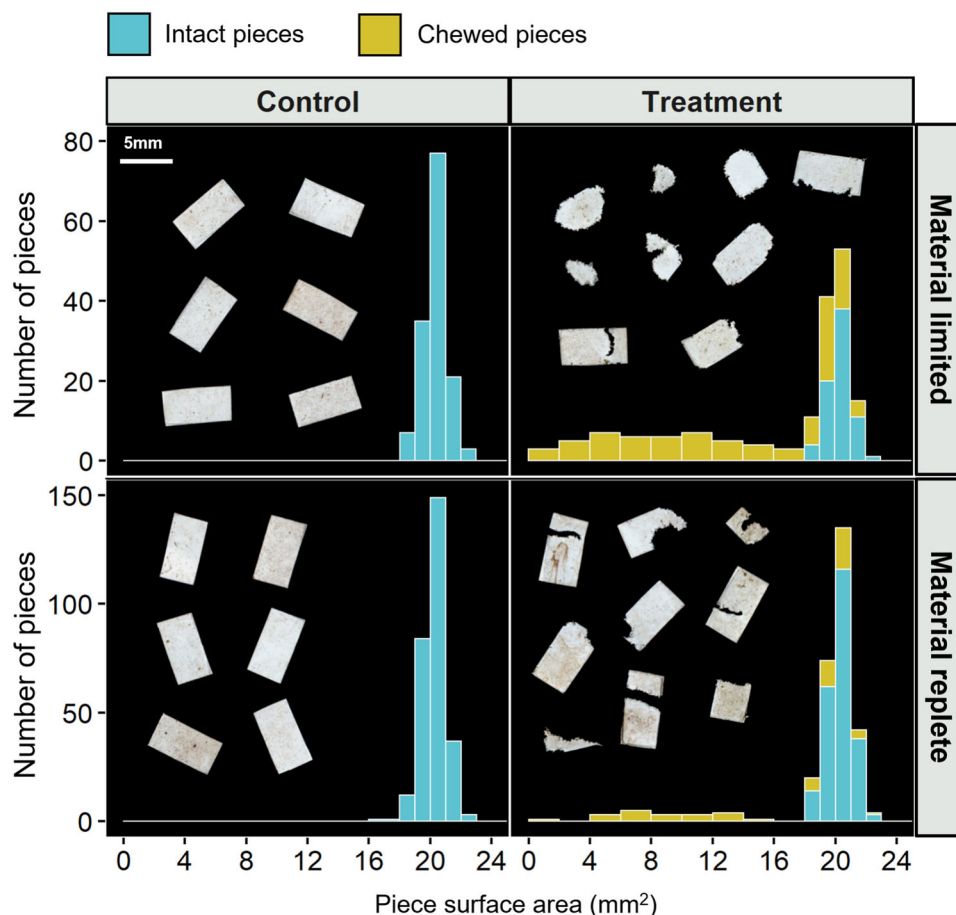 Intact pieces
Chewed pieces
Control
Treatment
5mm
80
60
40
20
0
Number of pieces
Material limited
150
100
50
0
Number of pieces
Material replete
0 4 8 12 16 20 24
0 4 8 12 16 20 24
Piece surface area (mm²)